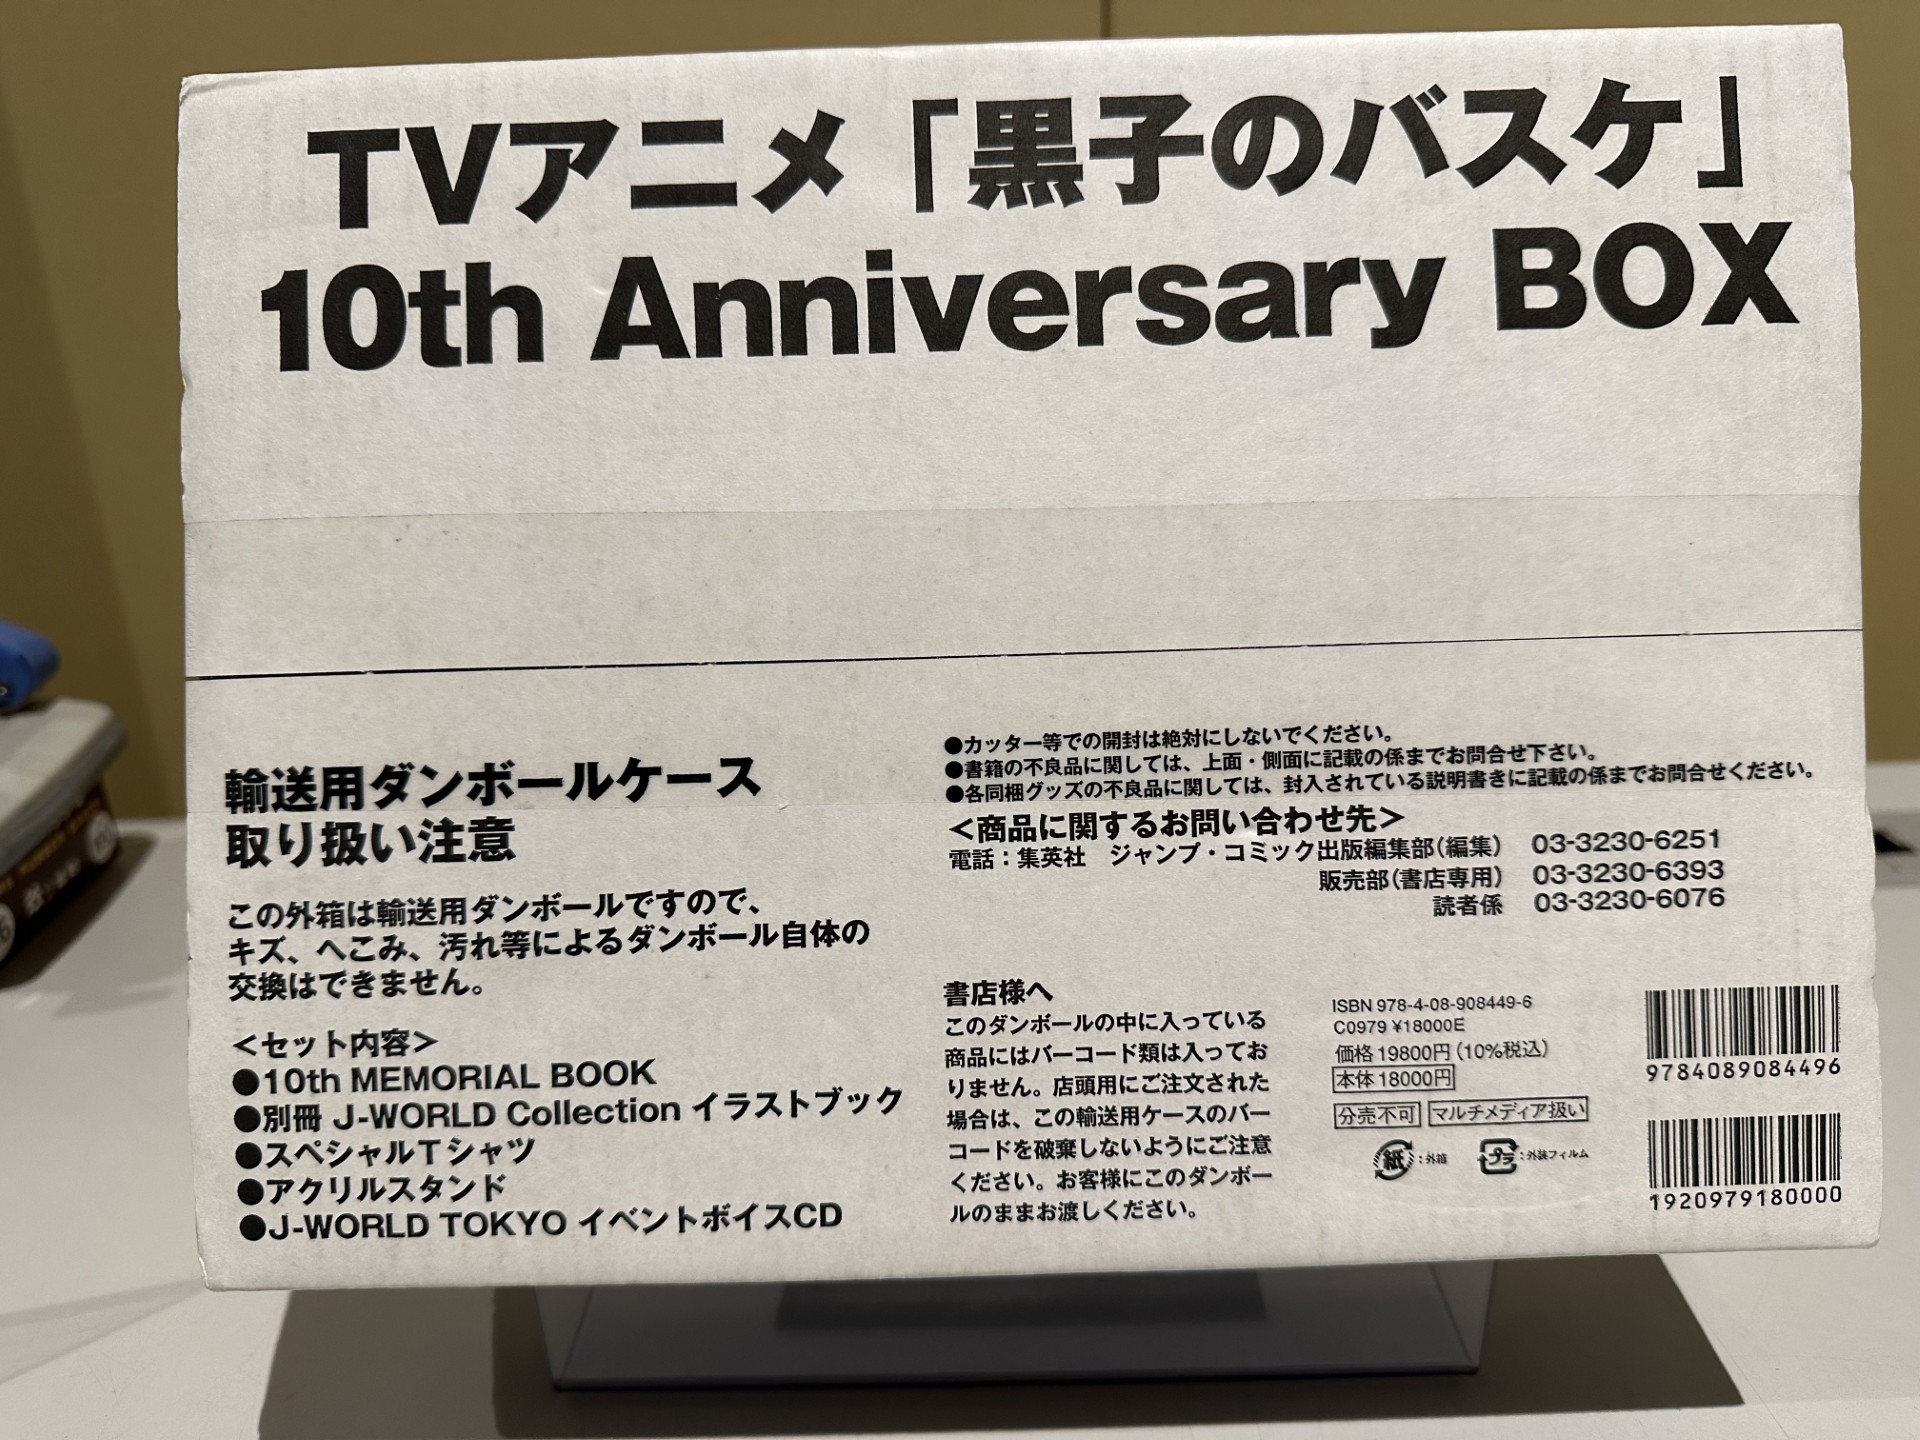 TVアニメ「黒子のバスケ」
10th Anniversary BOX
輸送用ダンボールケース
取り扱い注意
この外箱は輸送用ダンボールですので、
キズ、へこみ、汚れ等によるダンボール自体の
交換はできません。
<セット内容>
●10th MEMORIAL BOOK
●別冊 J-WORLD Collection イラストブック
●スペシャルTシャツ
●アクリルスタンド
●J-WORLD TOKYO イベントボイスCD
●カッター等での開封は絶対にしないでください。
●書籍の不良品に関しては、上面・側面に記載の係までお問合せ下さい。
●各同梱グッズの不良品に関しては、封入されている説明書きに記載の係までお問合せください。
<商品に関するお問い合わせ先>
電話：集英社 ジャンプ・コミック出版編集部(編集) 03-3230-6251
販売部(書店専用) 03-3230-6393
読者係 03-3230-6076
書店様へ
このダンボールの中に入っている
商品にはバーコード類は入ってお
りません。店頭用にご注文された
場合は、この輸送用ケースのバー
コードを破棄しないようにご注意
ください。お客様にこのダンボー
ルのままお渡しください。
ISBN 978-4-08-908449-6
C0979 ¥18000E
価格 19800円 (10%税込)
本体 18000円
分売不可 マルチメディア扱い
紙：外箱 プラ：外装フィルム
9784089084496
1920979180000